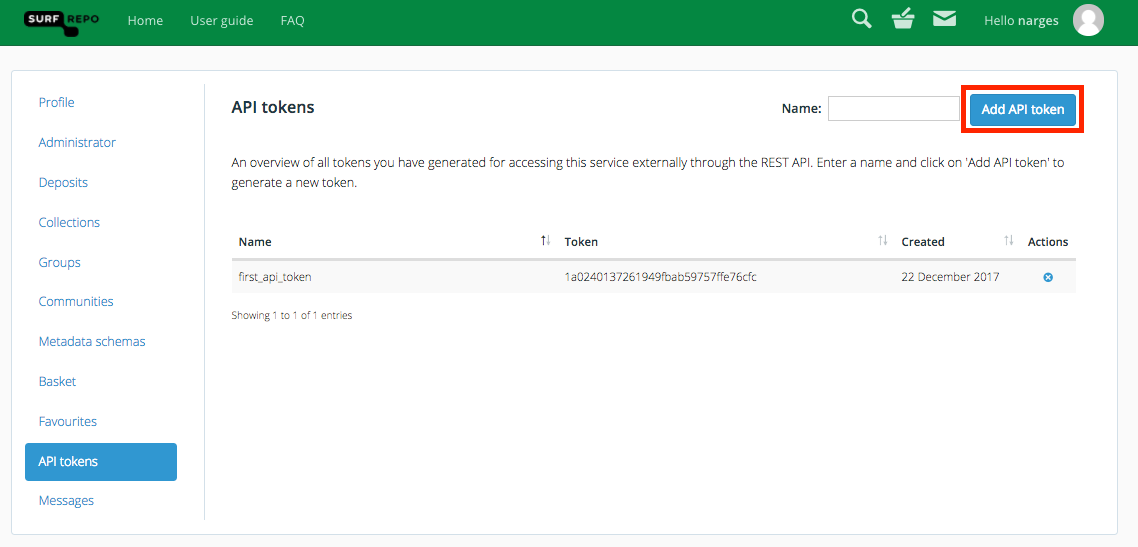 SURF REPO
Home
User guide
FAQ
Hello narges
Profile
Administrator
Deposits
Collections
Groups
Communities
Metadata schemas
Basket
Favourites
API tokens
Messages
API tokens
Name:
Add API token
An overview of all tokens you have generated for accessing this service externally through the REST API. Enter a name and click on 'Add API token' to
generate a new token.
Name
Token
Created
Actions
first_api_token
1a0240137261949fbab59757ffe76cfc
22 December 2017
Showing 1 to 1 of 1 entries